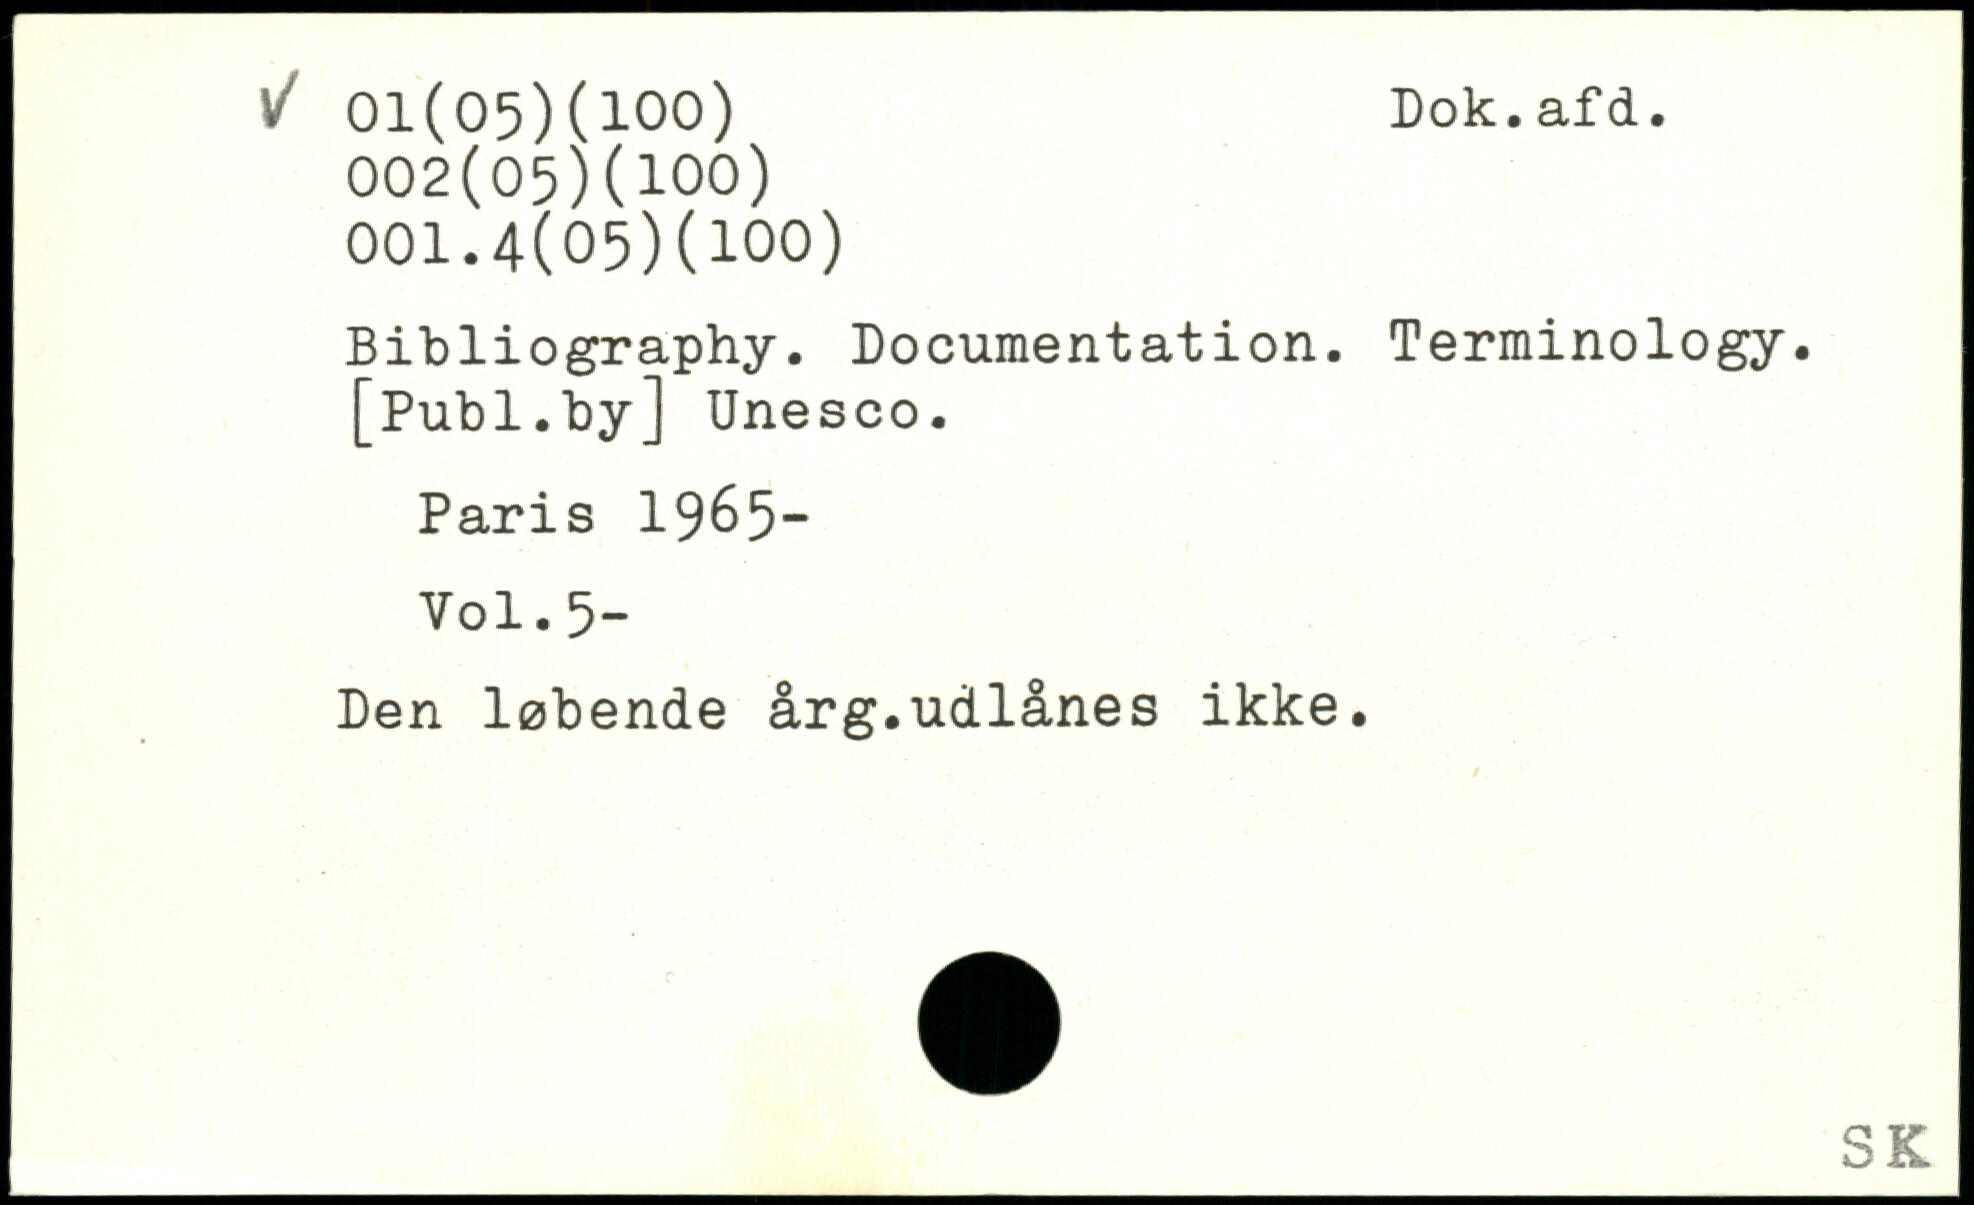 ✓ 01(05)(100) Dok.afd.
002(05)(100)
001.4(05)(100)
Bibliography. Documentation. Terminology.
[Publ.by] Unesco.
Paris 1965-
Vol.5-
Den løbende årg.udlånes ikke.
SK